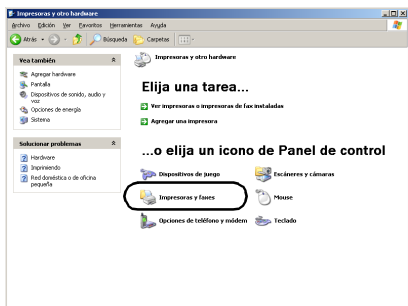 Impresoras y otro hardware
Archivo Edición Ver Favoritos Herramientas Ayuda
Atrás Búsqueda Carpetas
Vea también
Agregar hardware
Pantalla
Dispositivos de sonido, audio y
voz
Opciones de energía
Sistema
Solucionar problemas
Hardware
Imprimiendo
Red doméstica o de oficina
pequeña
Impresoras y otro hardware
Elija una tarea...
Ver impresoras o impresoras de fax instaladas
Agregar una impresora
...o elija un icono de Panel de control
Dispositivos de juego
Escáneres y cámaras
Impresoras y faxes
Mouse
Opciones de teléfono y módem
Teclado